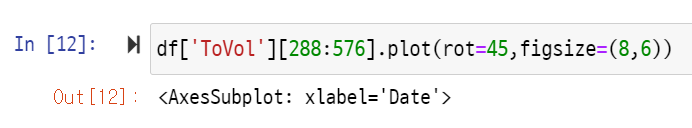 In [12]: df['ToVol'][288:576].plot(rot=45,figsize=(8,6))
Out[12]: <AxesSubplot: xlabel='Date'>